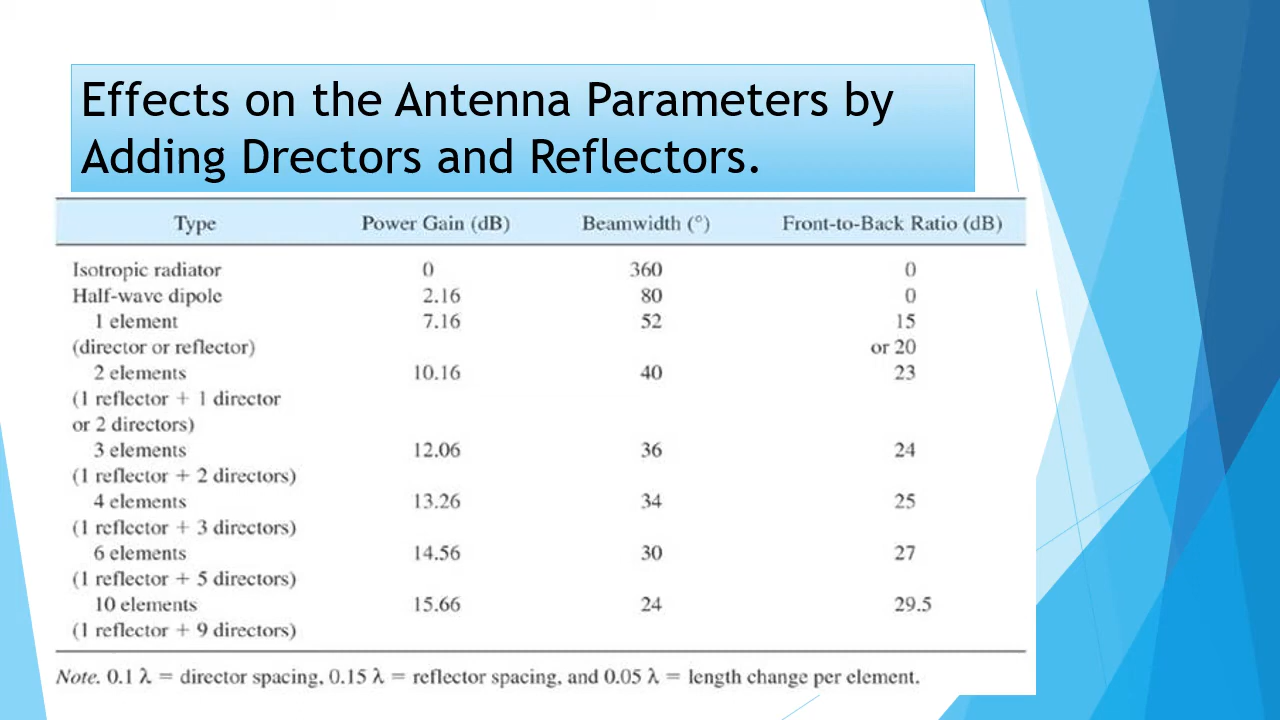 Effects on the Antenna Parameters by
Adding Drectors and Reflectors.
Type Power Gain (dB) Beamwidth (°) Front-to-Back Ratio (dB)
Isotropic radiator 0 360 0
Half-wave dipole 2.16 80 0
1 element 7.16 52 15
(director or reflector) or 20
2 elements 10.16 40 23
(1 reflector + 1 director
or 2 directors)
3 elements 12.06 36 24
(1 reflector + 2 directors)
4 elements 13.26 34 25
(1 reflector + 3 directors)
6 elements 14.56 30 27
(1 reflector + 5 directors)
10 elements 15.66 24 29.5
(1 reflector + 9 directors)
Note. 0.1 λ = director spacing, 0.15 λ = reflector spacing, and 0.05 λ = length change per element.